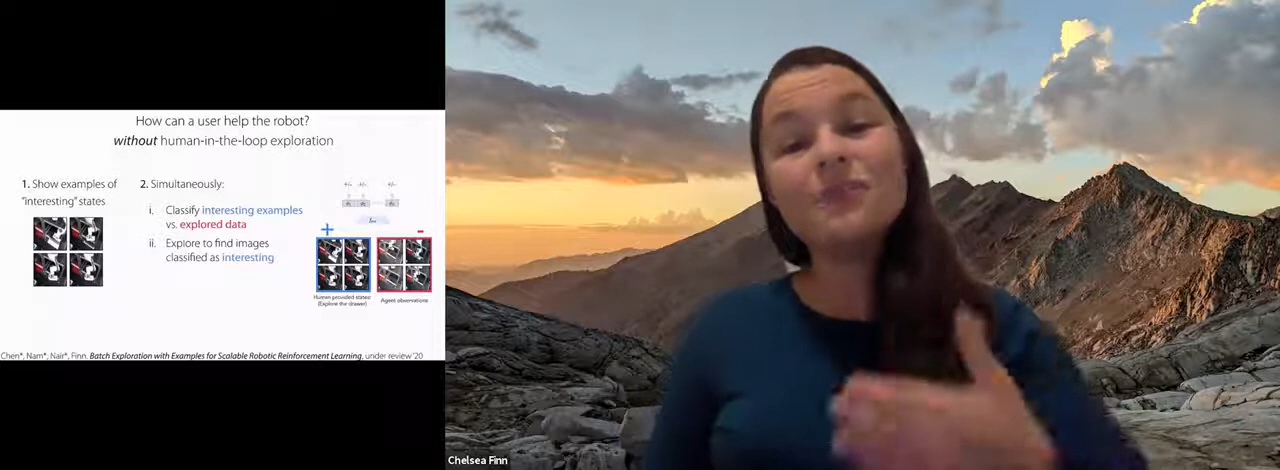 How can a user help the robot?
without human-in-the-loop exploration
1. Show examples of
"interesting" states
2. Simultaneously:
i. Classify interesting examples
vs. explored data
ii. Explore to find images
classified as interesting
+
-
Human provided states
(Explore the drawer)
Agent observations
Chen*, Nam*, Nair*, Finn. Batch Exploration with Examples for Scalable Robotic Reinforcement Learning, under review '20
Chelsea Finn